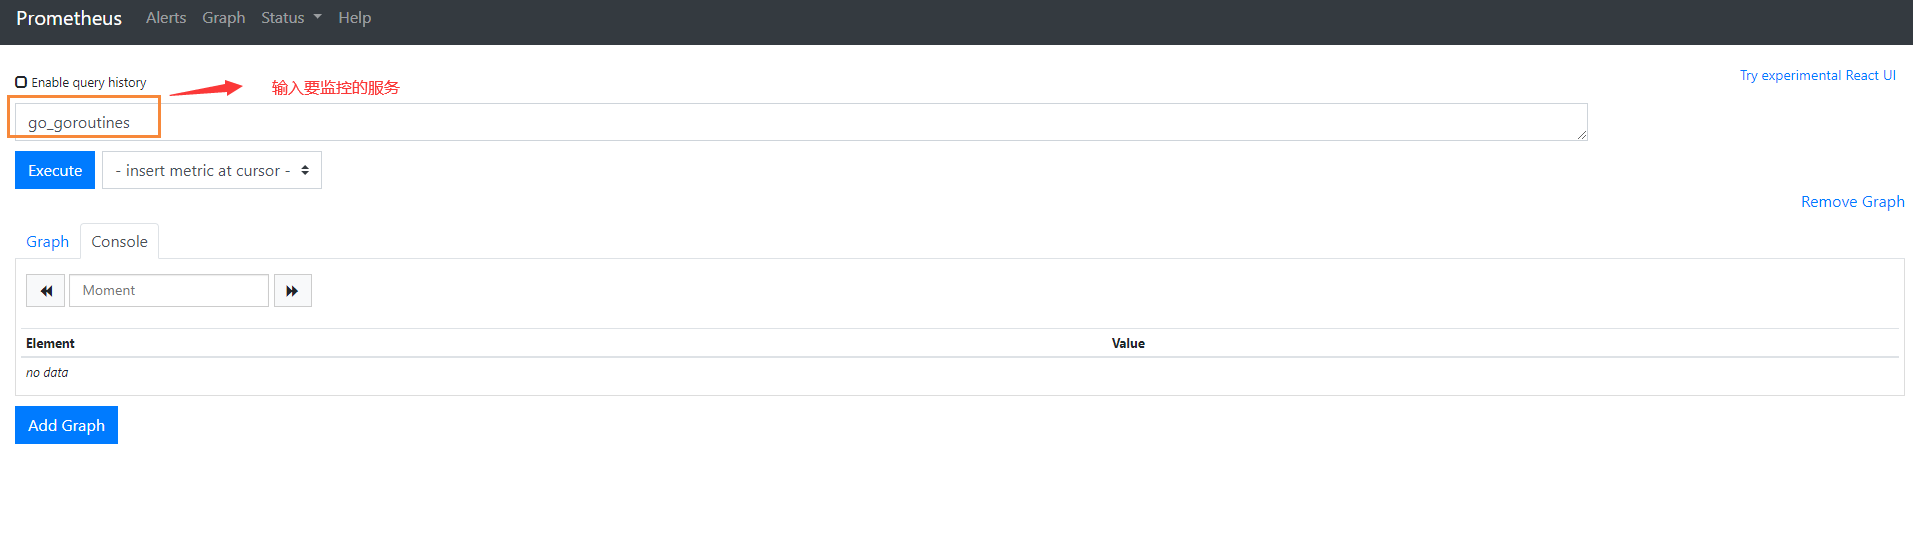 Prometheus Alerts Graph Status Help
Enable query history
输入要监控的服务
Try experimental React UI
go_goroutines
Execute - insert metric at cursor -
Remove Graph
Graph Console
Moment
Element Value
no data
Add Graph